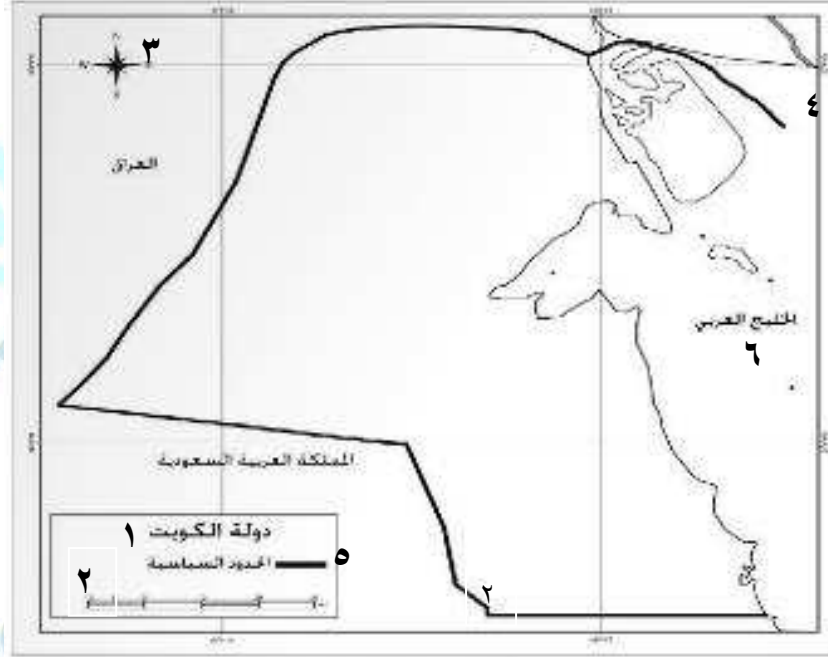 ٣
٤
العراق
الخليج العربي
٦
المملكة العربية السعودية
دولة الكويت ١
الحدود السياسية ٥
٢
٢